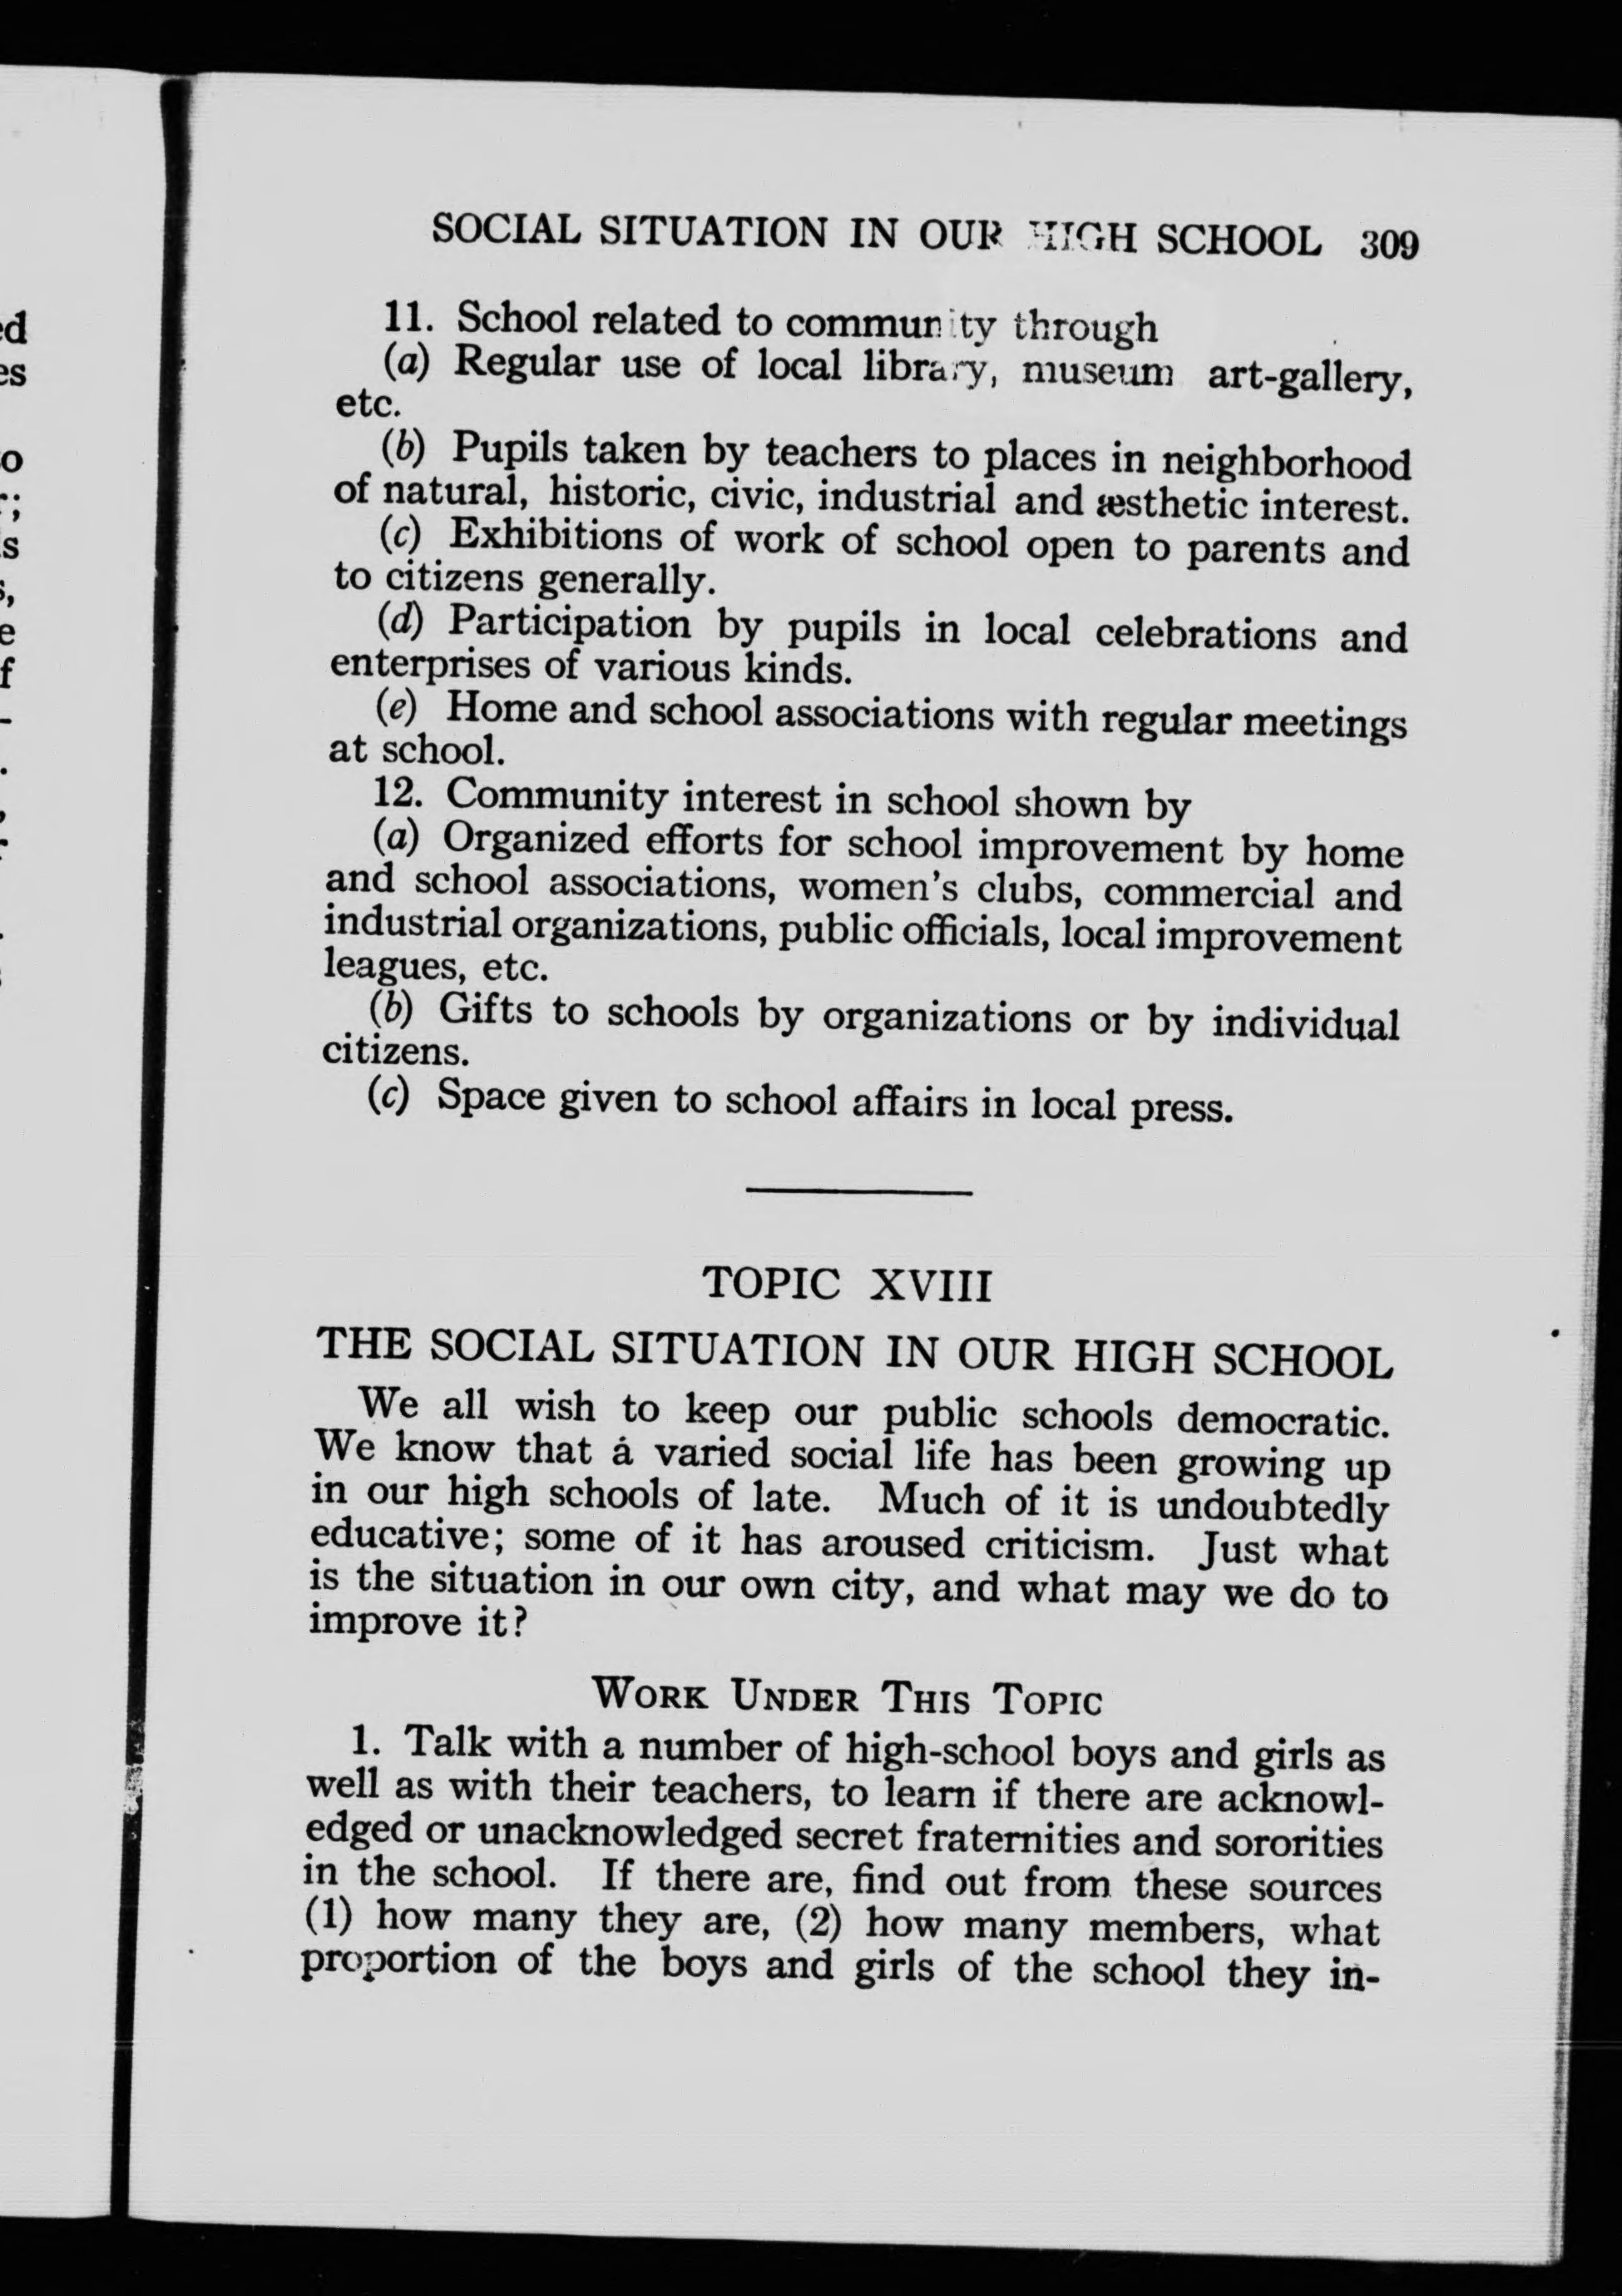 SOCIAL SITUATION IN OUR HIGH SCHOOL 309
11. School related to community through
(a) Regular use of local library, museum art-gallery,
etc.
(b) Pupils taken by teachers to places in neighborhood
of natural, historic, civic, industrial and æsthetic interest.
(c) Exhibitions of work of school open to parents and
to citizens generally.
(d) Participation by pupils in local celebrations and
enterprises of various kinds.
(e) Home and school associations with regular meetings
at school.
12. Community interest in school shown by
(a) Organized efforts for school improvement by home
and school associations, women's clubs, commercial and
industrial organizations, public officials, local improvement
leagues, etc.
(b) Gifts to schools by organizations or by individual
citizens.
(c) Space given to school affairs in local press.
TOPIC XVIII
THE SOCIAL SITUATION IN OUR HIGH SCHOOL
We all wish to keep our public schools democratic.
We know that a varied social life has been growing up
in our high schools of late. Much of it is undoubtedly
educative; some of it has aroused criticism. Just what
is the situation in our own city, and what may we do to
improve it?
WORK UNDER THIS TOPIC
1. Talk with a number of high-school boys and girls as
well as with their teachers, to learn if there are acknowl-
edged or unacknowledged secret fraternities and sororities
in the school. If there are, find out from these sources
(1) how many they are, (2) how many members, what
proportion of the boys and girls of the school they in-